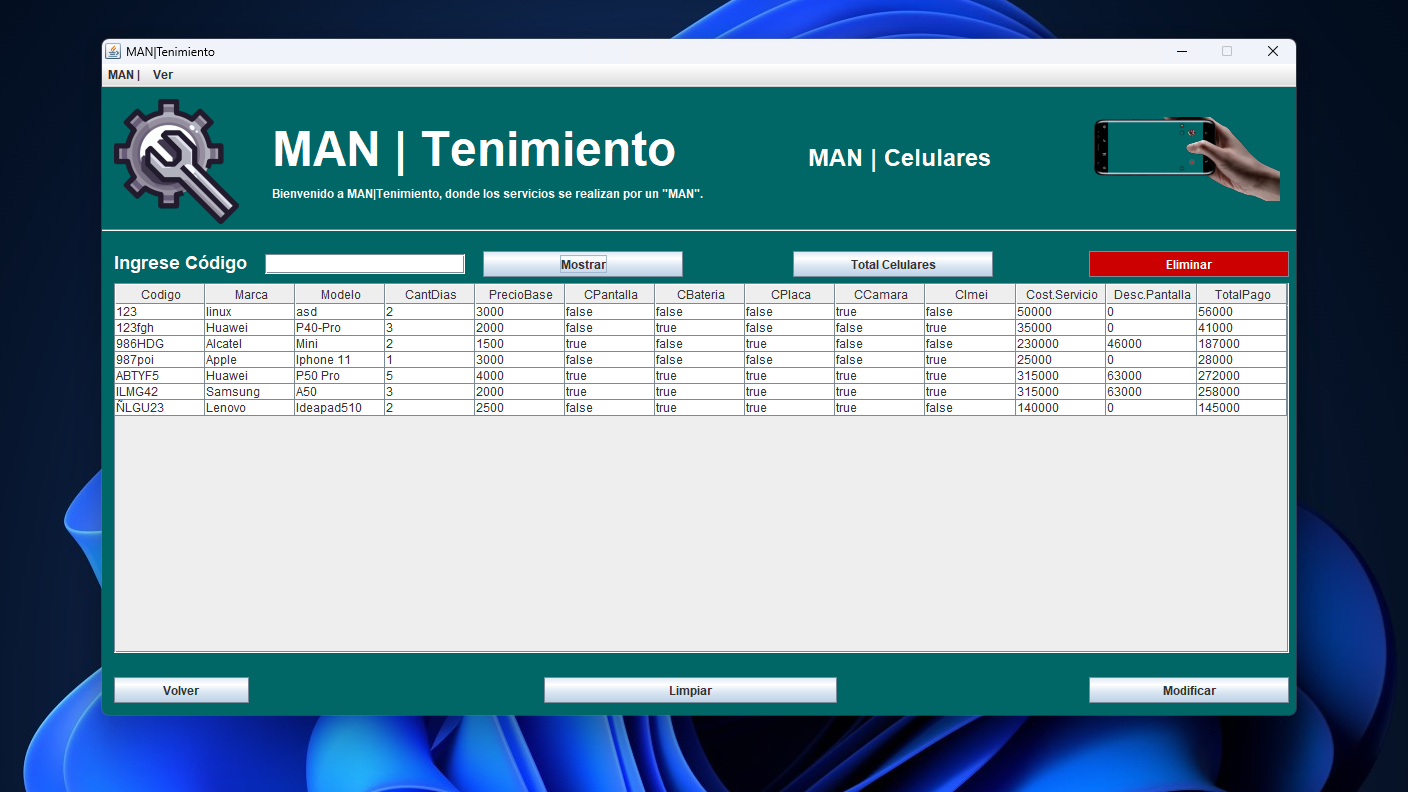 MAN|Tenimiento
MAN | Ver
MAN | Tenimiento
MAN | Celulares
Bienvenido a MAN|Tenimiento, donde los servicios se realizan por un "MAN".
Ingrese Código Mostrar Total Celulares Eliminar
Codigo Marca Modelo CantDias PrecioBase CPantalla CBateria CPlaca CCamara CImei Cost.Servicio Desc.Pantalla TotalPago
123 linux asd 2 3000 false false false true false 50000 0 56000
123fgh Huawei P40-Pro 3 2000 false true false false true 35000 0 41000
986HDG Alcatel Mini 2 1500 true false true false false 230000 46000 187000
987poi Apple Iphone 11 1 3000 false false false false true 25000 0 28000
ABTYF5 Huawei P50 Pro 5 4000 true true true true true 315000 63000 272000
ILMG42 Samsung A50 3 2000 true true true true true 315000 63000 258000
ÑLGU23 Lenovo Ideapad510 2 2500 false true true true false 140000 0 145000
Volver Limpiar Modificar